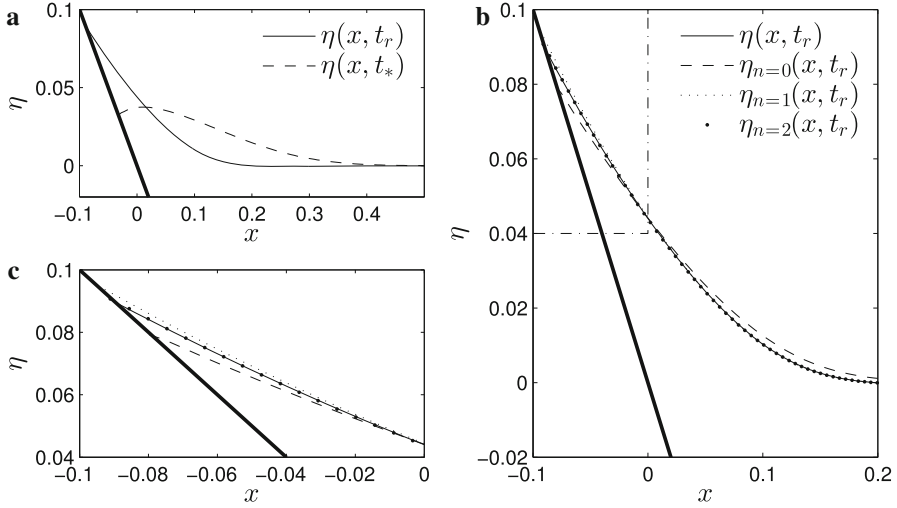 a
0.1
0.05
0
η
−0.1 0 0.1 0.2 0.3 0.4
x
η(x, t_r)
η(x, t_*)
b
0.1
0.08
0.06
0.04
0.02
0
−0.02
η
−0.1 0 0.1 0.2
x
η(x, t_r)
η_{n=0}(x, t_r)
η_{n=1}(x, t_r)
η_{n=2}(x, t_r)
c
0.1
0.08
0.06
0.04
η
−0.1 −0.08 −0.06 −0.04 −0.02 0
x